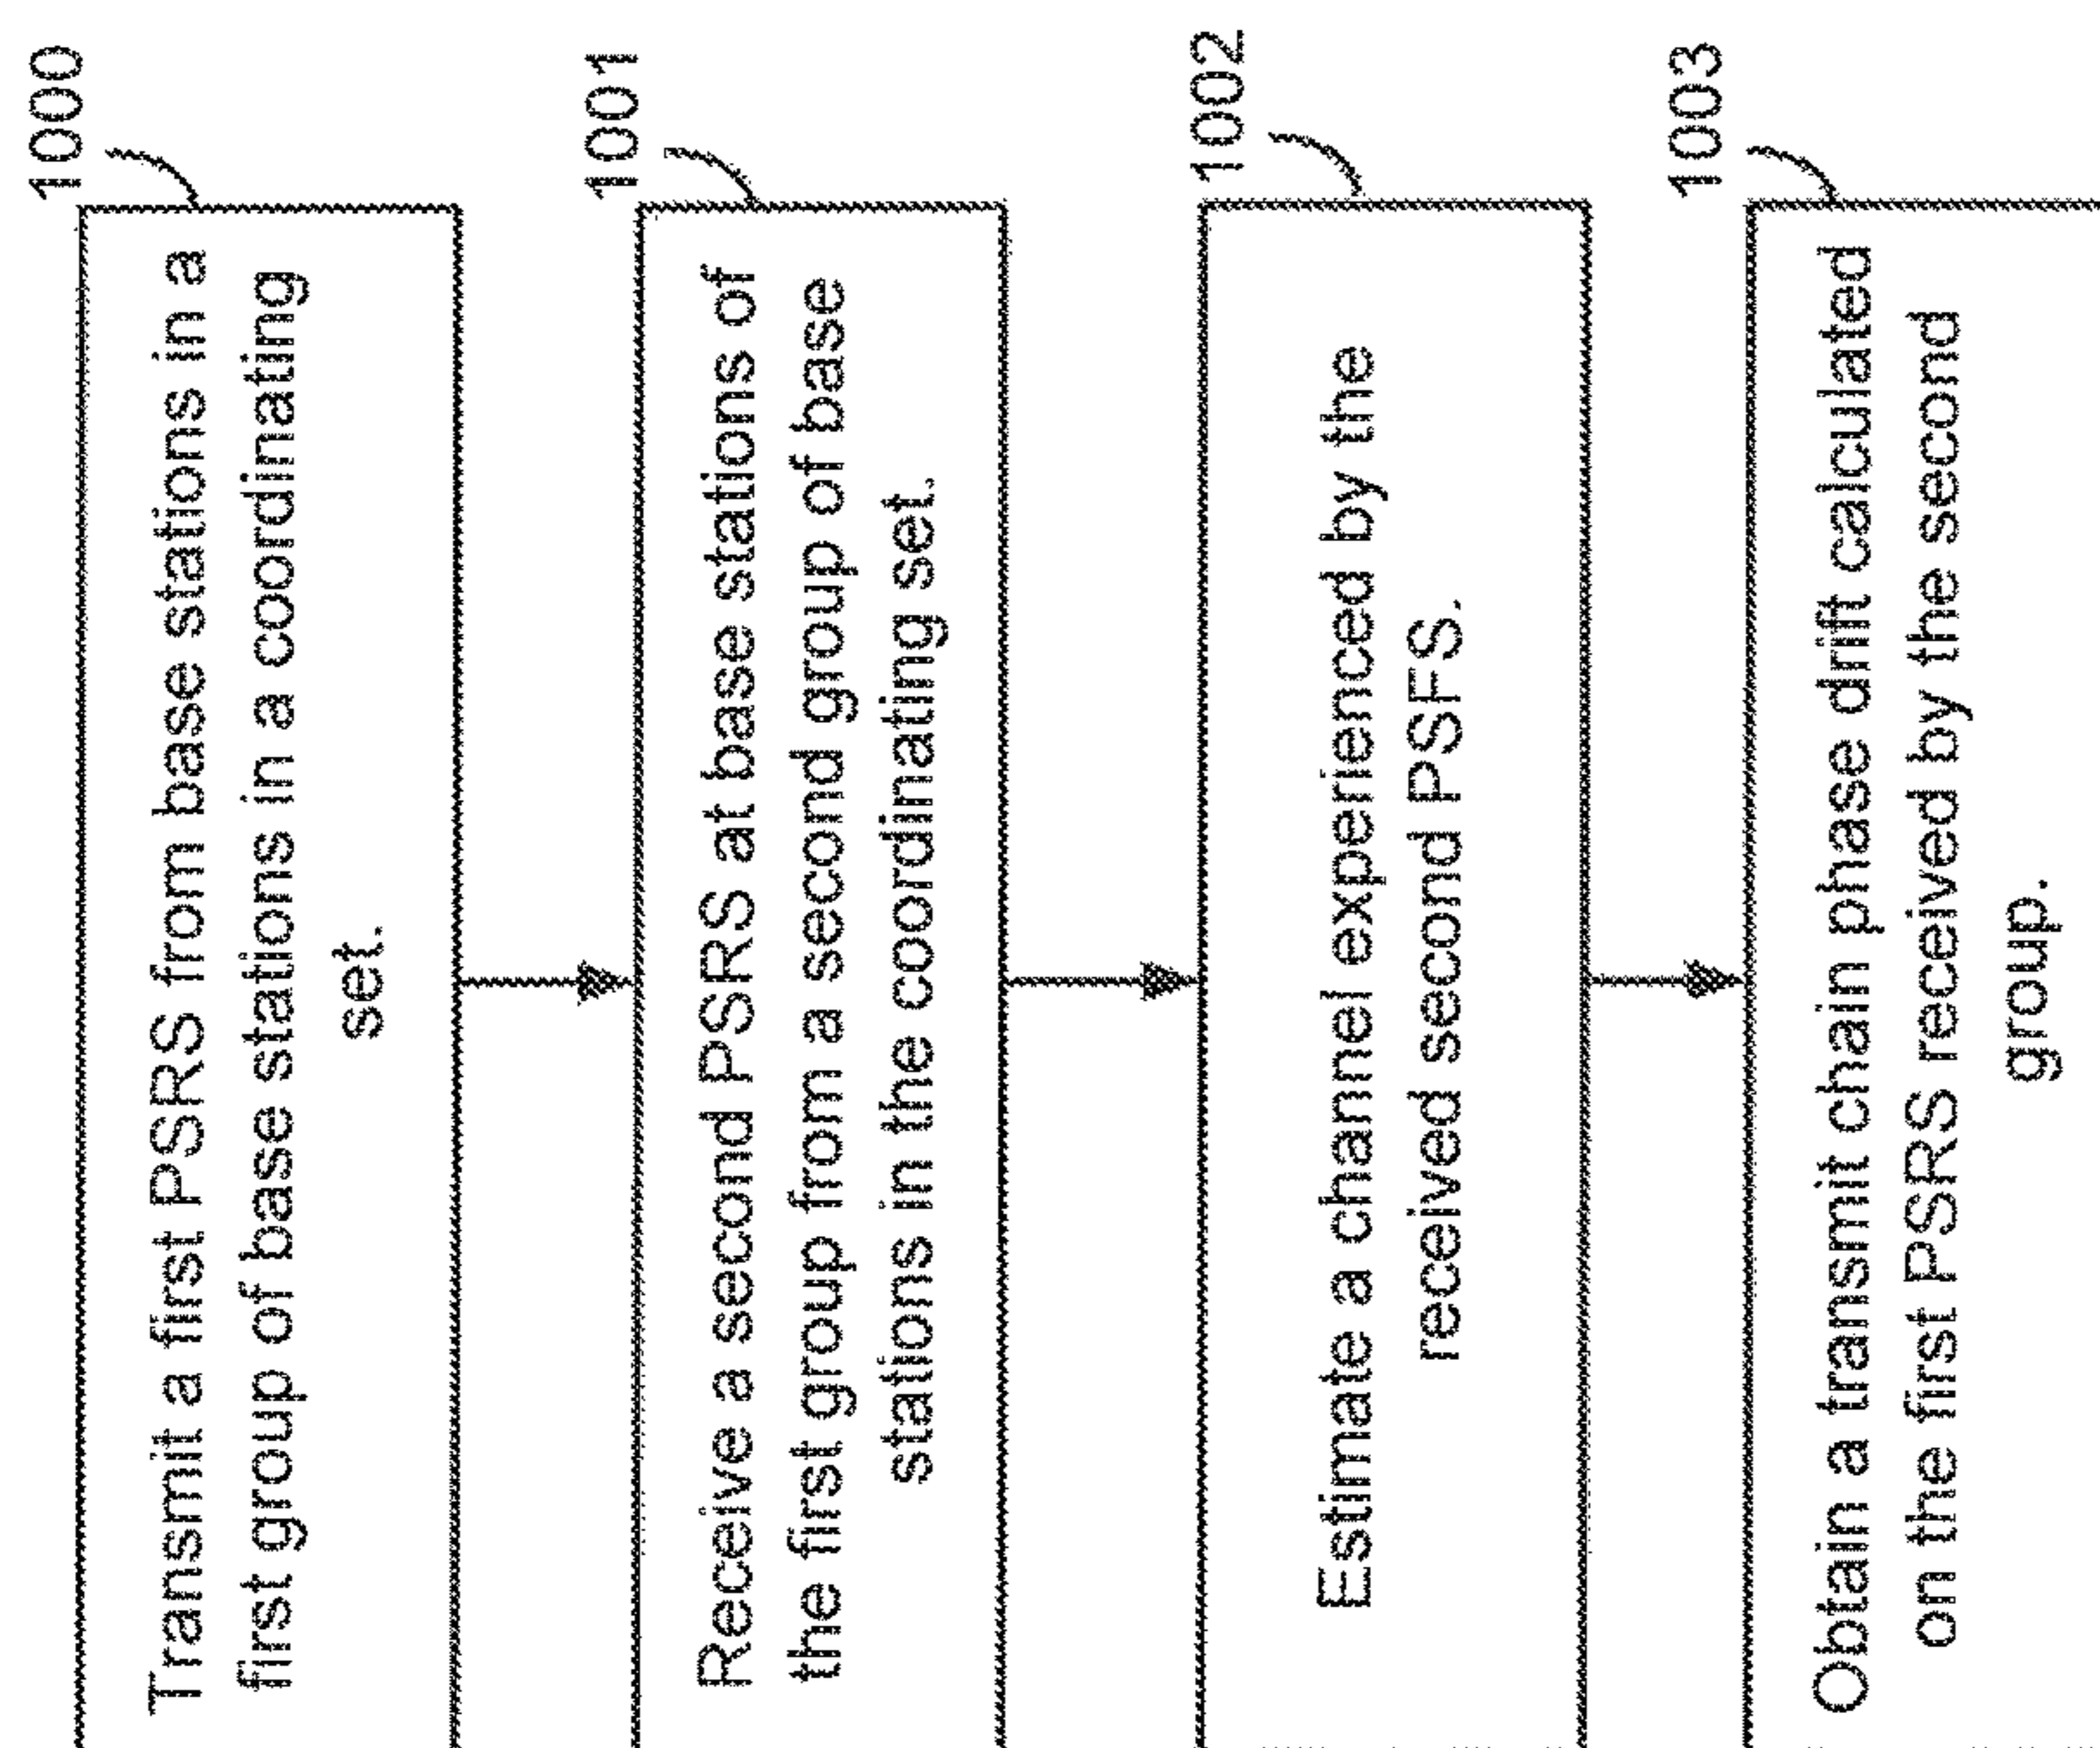 1000
Transmit a first PSRS from base stations in a
first group of base stations in a coordinating
set.
1001
Receive a second PSRS at base stations of
the first group from a second group of base
stations in the coordinating set.
1002
Estimate a channel experienced by the
received second PSFS.
1003
Obtain a transmit chain phase drift calculated
on the first PSRS received by the second
group.